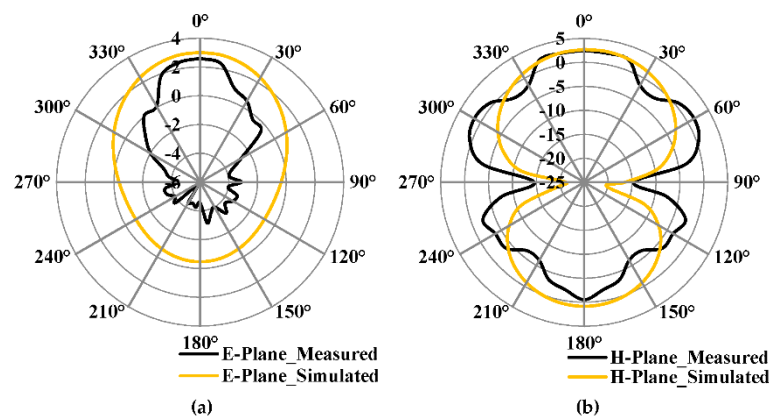 0°
330° 4 30°
2
300° 0 60°
-2
-4
270° -6 90°
240° 120°
210° 150°
180°
E-Plane_Measured
E-Plane_Simulated
(a)
0°
330° 5 30°
0
-5
300° -10 60°
-15
-20
270° -25 90°
240° 120°
210° 150°
180°
H-Plane_Measured
H-Plane_Simulated
(b)